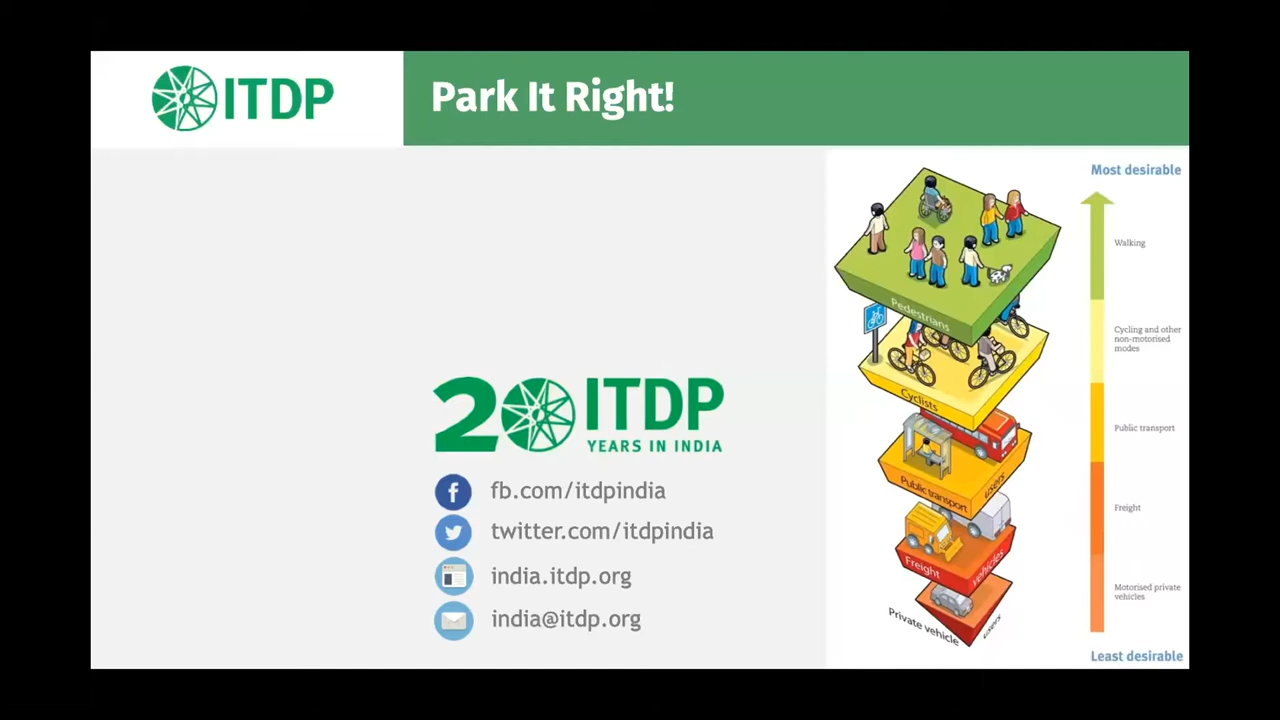 ITDP
Park It Right!
20 ITDP
YEARS IN INDIA
fb.com/itdpindia
twitter.com/itdpindia
india.itdp.org
india@itdp.org
Pedestrians
Cyclists
Public transport users
Freight vehicles
Private vehicle users
Most desirable
Walking
Cycling and other
non-motorised
modes
Public transport
Freight
Motorised private
vehicles
Least desirable